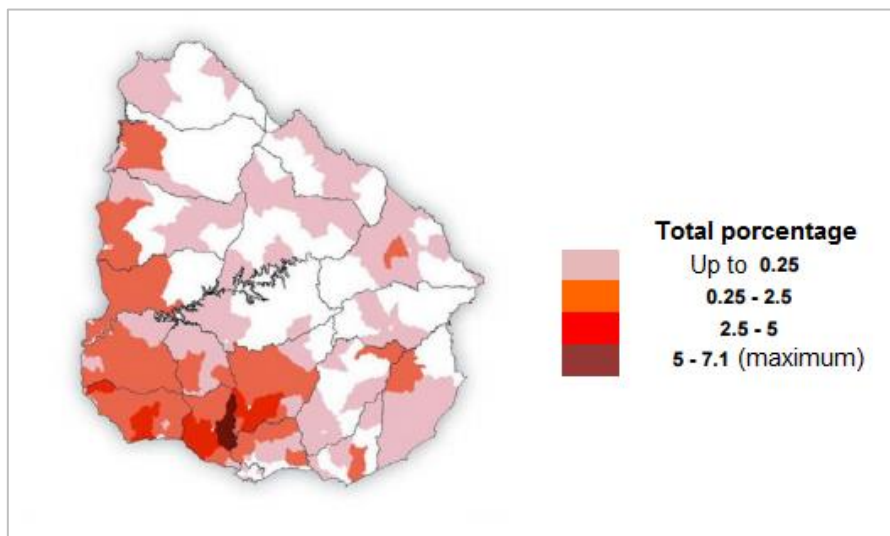 Total porcentage
Up to 0.25
0.25 - 2.5
2.5 - 5
5 - 7.1 (maximum)